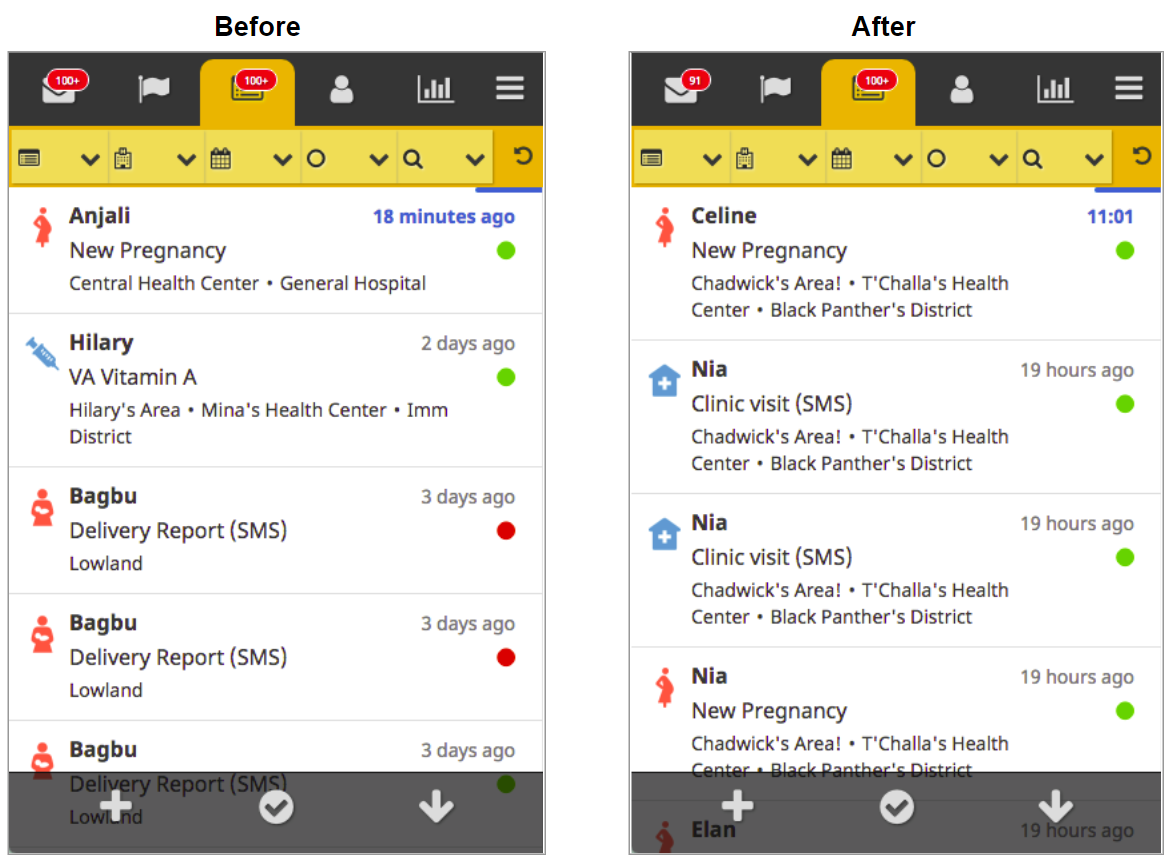 Before
100+
100+
Anjali
18 minutes ago
New Pregnancy
Central Health Center • General Hospital
Hilary
2 days ago
VA Vitamin A
Hilary's Area • Mina's Health Center • Imm
District
Bagbu
3 days ago
Delivery Report (SMS)
Lowland
Bagbu
3 days ago
Delivery Report (SMS)
Lowland
Bagbu
3 days ago
Delivery Report (SMS)
Lowland
After
91
100+
Celine
11:01
New Pregnancy
Chadwick's Area! • T'Challa's Health
Center • Black Panther's District
Nia
19 hours ago
Clinic visit (SMS)
Chadwick's Area! • T'Challa's Health
Center • Black Panther's District
Nia
19 hours ago
Clinic visit (SMS)
Chadwick's Area! • T'Challa's Health
Center • Black Panther's District
Nia
19 hours ago
New Pregnancy
Chadwick's Area! • T'Challa's Health
Center • Black Panther's District
Elan
19 hours ago